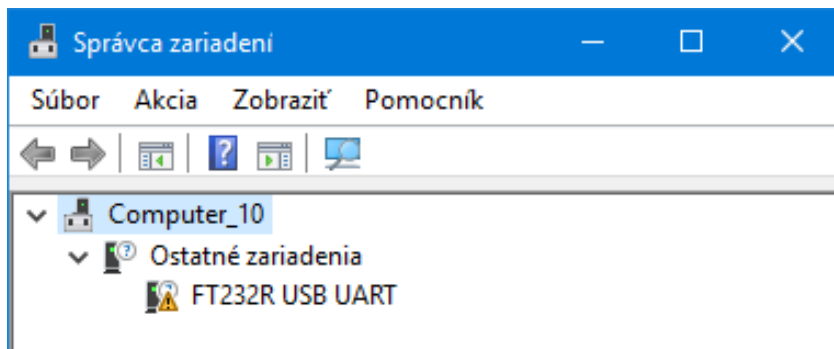 Správca zariadení
Súbor Akcia Zobraziť Pomocník
Computer_10
Ostatné zariadenia
FT232R USB UART